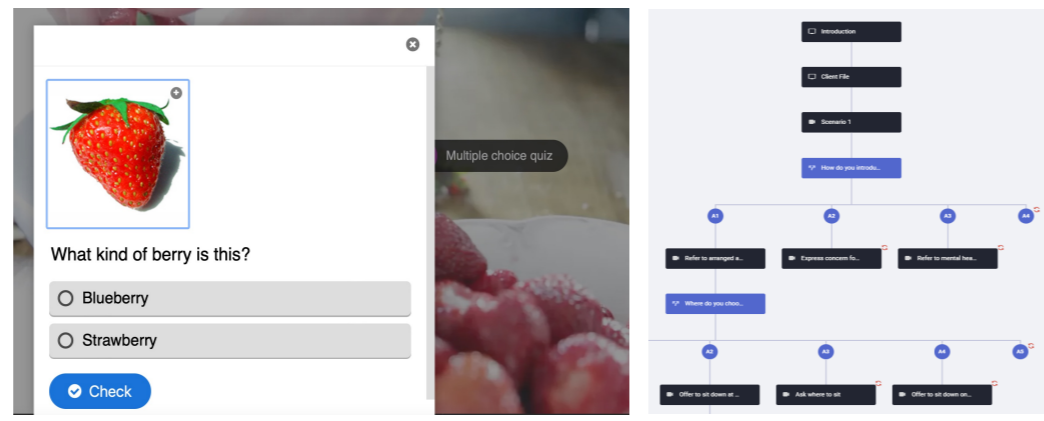 Multiple choice quiz
What kind of berry is this?
Blueberry
Strawberry
Check
Introduction
Client File
Scenario 1
How do you introdu...
A1
A2
A3
A4
Refer to arranged a...
Express concern fo...
Refer to mental hea...
Where do you choo...
A2
A3
A4
A5
Offer to sit down at ...
Ask where to sit
Offer to sit down on...